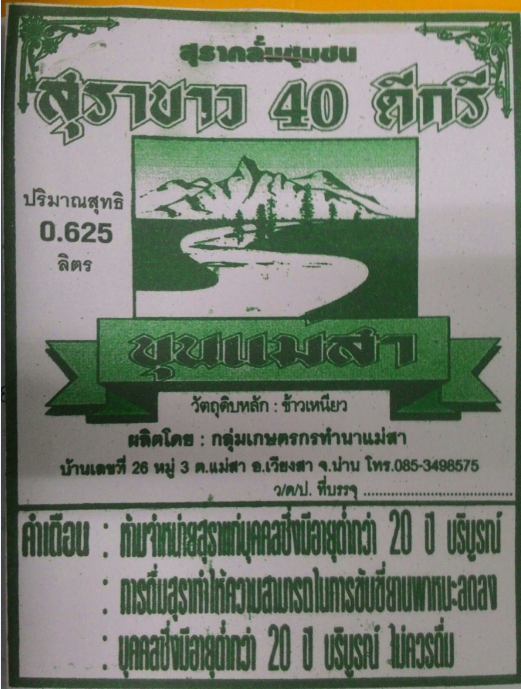 สุรากลั่นชุมชน
สุราขาว 40 ดีกรี
ปริมาณสุทธิ
0.625
ลิตร
ขุนแม่สา
วัตถุดิบหลัก : ข้าวเหนียว
ผลิตโดย : กลุ่มเกษตรกรทำนาแม่สา
บ้านเลขที่ 26 หมู่ 3 ต.แม่สา อ.เวียงสา จ.น่าน โทร.085-3498575
ว/ด/ป. ที่บรรจุ ......................................
คำเตือน : ห้ามจำหน่ายสุราแก่บุคคลซึ่งมีอายุต่ำกว่า 20 ปี บริบูรณ์
: การดื่มสุราทำให้ความสามารถในการขับขี่ยานพาหนะลดลง
: บุคคลซึ่งมีอายุต่ำกว่า 20 ปี บริบูรณ์ ไม่ควรดื่ม